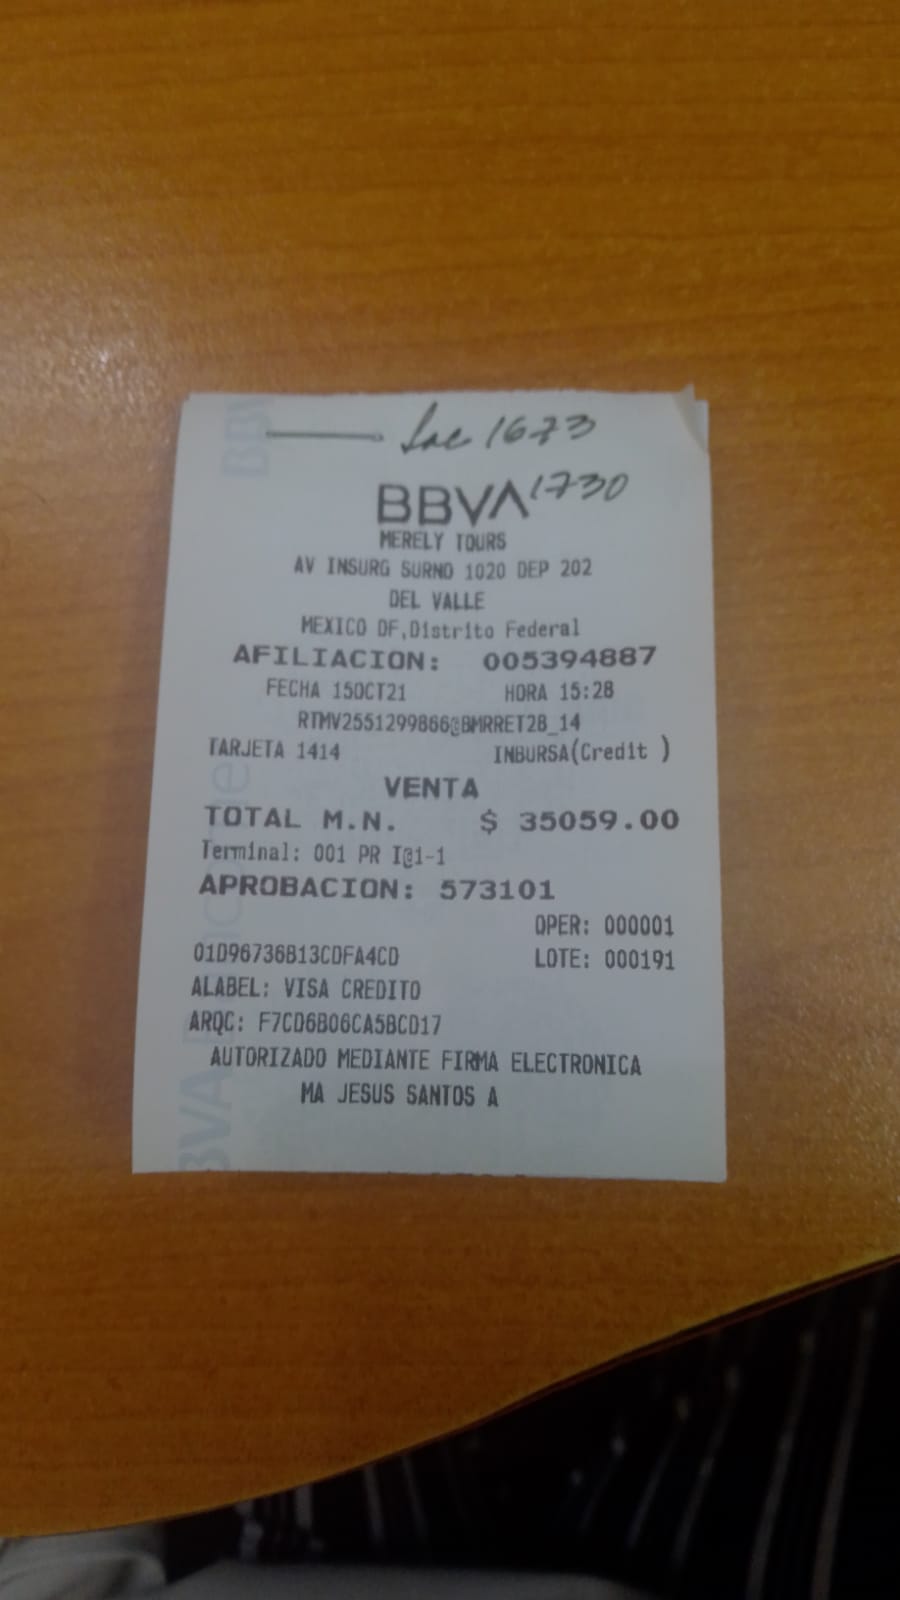 Loc 1673
1730
BBVA
MERELY TOURS
AV INSURG SURNO 1020 DEP 202
DEL VALLE
MEXICO DF,Distrito Federal
AFILIACION: 005394887
FECHA 15OCT21 HORA 15:28
RTMV2551299866@BMRRET28_14
TARJETA 1414 INBURSA(Credit )
VENTA
TOTAL M.N. $ 35059.00
Terminal: 001 PR I@1-1
APROBACION: 573101
OPER: 000001
01D96736B13CDFA4CD LOTE: 000191
ALABEL: VISA CREDITO
ARQC: F7CD6B06CA5BCD17
AUTORIZADO MEDIANTE FIRMA ELECTRONICA
MA JESUS SANTOS A